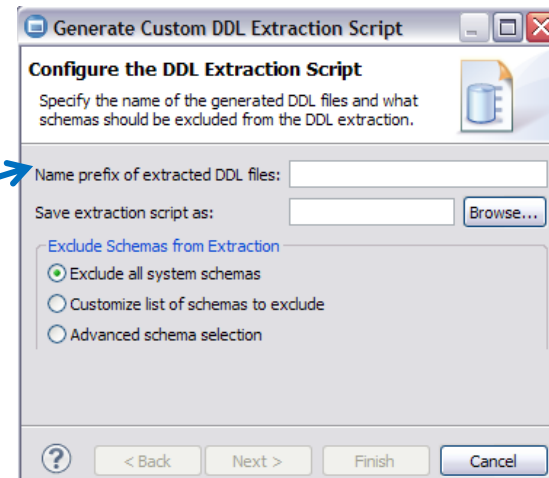 Generate Custom DDL Extraction Script
Configure the DDL Extraction Script
Specify the name of the generated DDL files and what
schemas should be excluded from the DDL extraction.
Name prefix of extracted DDL files:
Save extraction script as:
Browse...
Exclude Schemas from Extraction
Exclude all system schemas
Customize list of schemas to exclude
Advanced schema selection
?
< Back
Next >
Finish
Cancel